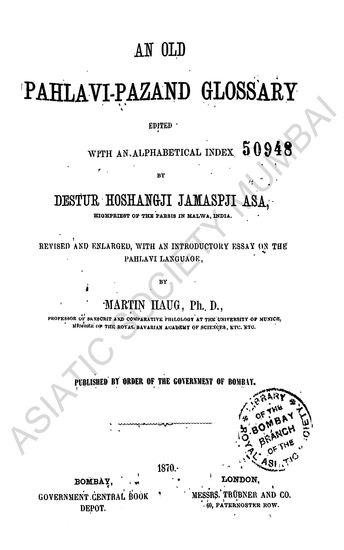 AN OLD
PAHLAVI-PAZAND GLOSSARY
EDITED
WITH AN ALPHABETICAL INDEX 50948
BY
DESTUR HOSHANGJI JAMASPJI ASA,
HIGHPRIEST OF THE PARSIS IN MALWA, INDIA.
REVISED AND ENLARGED, WITH AN INTRODUCTORY ESSAY ON THE
PAHLAVI LANGUAGE,
BY
MARTIN HAUG, Ph. D.,
PROFESSOR OF SANSCRIT AND COMPARATIVE PHILOLOGY AT THE UNIVERSITY OF MUNICH,
MEMBER OF THE ROYAL BAVARIAN ACADEMY OF SCIENCES, ETC. ETC.
PUBLISHED BY ORDER OF THE GOVERNMENT OF BOMBAY.
LIBRARY
OF THE
BOMBAY
BRANCH
OF THE
ROYAL ASIATIC SOCIETY
1870.
BOMBAY,
GOVERNMENT CENTRAL BOOK
DEPOT.
LONDON,
MESSRS. TRÜBNER AND CO.
60, PATERNOSTER ROW.
ASIATIC SOCIETY MUMBAI